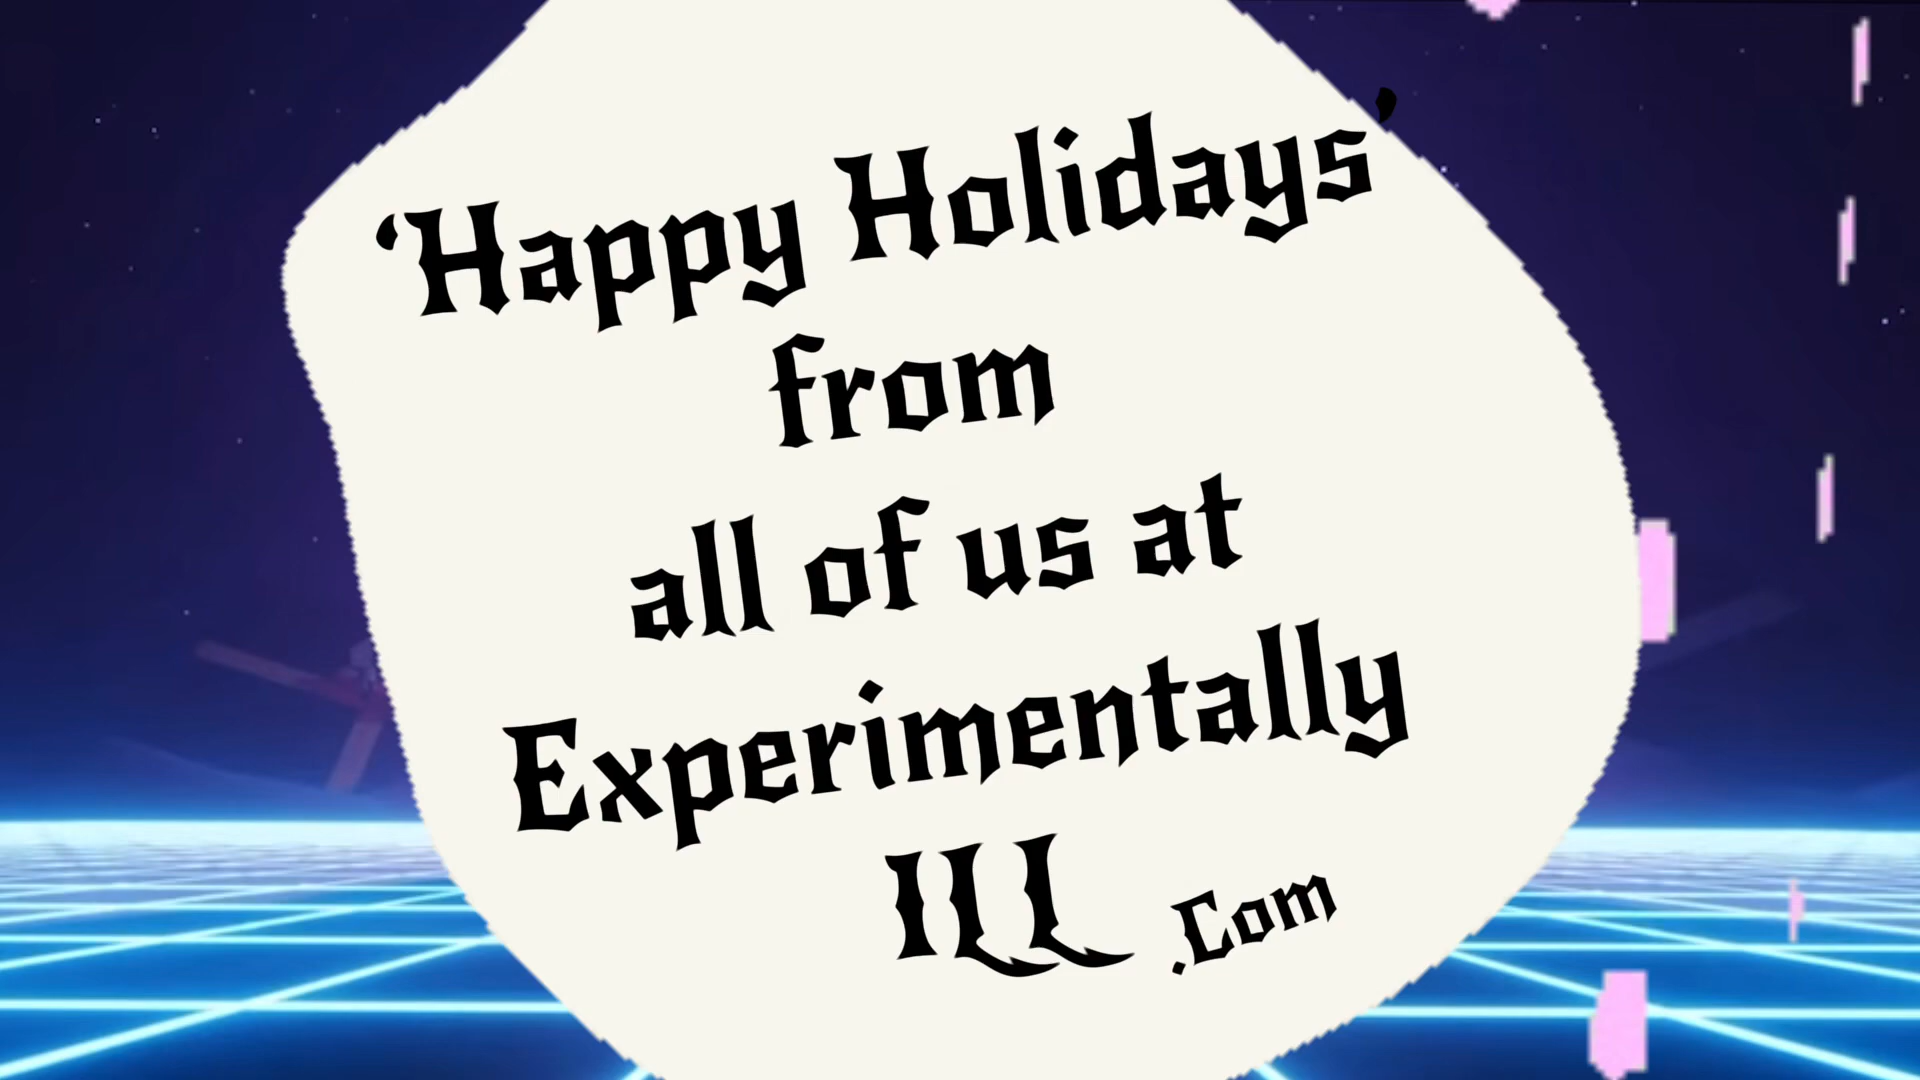 ‘Happy Holidays’
from
all of us at
Experimentally
ILL .Com